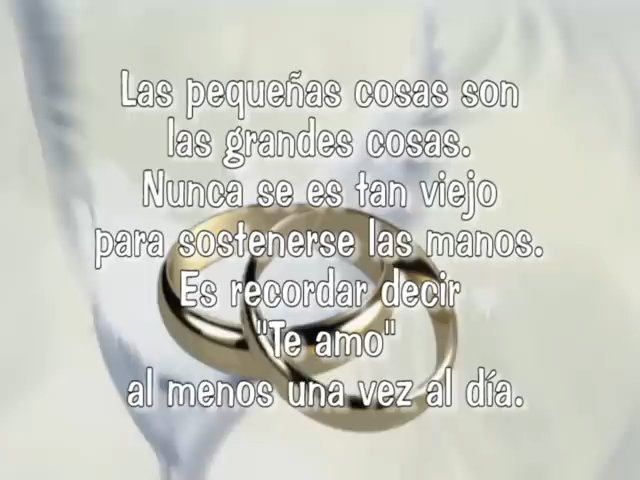 Las pequeñas cosas son
las grandes cosas.
Nunca se es tan viejo
para sostenerse las manos.
Es recordar decir
"Te amo"
al menos una vez al día.